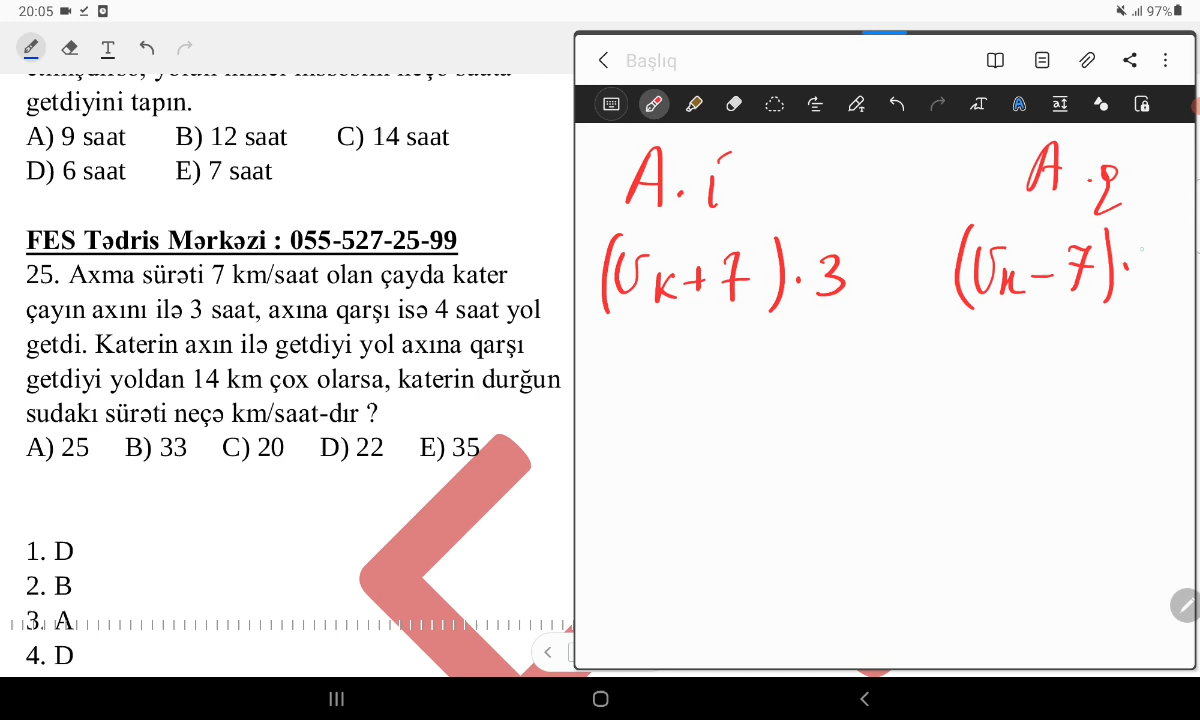 20:05 97%
getdiyini tapın.
A) 9 saat B) 12 saat C) 14 saat
D) 6 saat E) 7 saat
FES Tədris Mərkəzi : 055-527-25-99
25. Axma sürəti 7 km/saat olan çayda kater
çayın axını ilə 3 saat, axına qarşı isə 4 saat yol
getdi. Katerin axın ilə getdiyi yol axına qarşı
getdiyi yoldan 14 km çox olarsa, katerin durğun
sudakı sürəti neçə km/saat-dır ?
A) 25 B) 33 C) 20 D) 22 E) 35
1. D
2. B
3. A
4. D
Başlıq
A. i A. q
(υk+7)·3 (υk-7)·